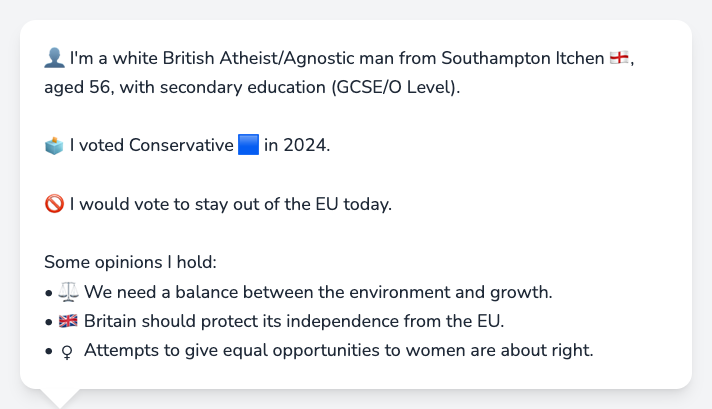 👤 I'm a white British Atheist/Agnostic man from Southampton Itchen 🏴󠁧󠁢󠁥󠁮󠁧󠁿,
aged 56, with secondary education (GCSE/O Level).
🗳️ I voted Conservative 🟦 in 2024.
🚫 I would vote to stay out of the EU today.
Some opinions I hold:
• ⚖️ We need a balance between the environment and growth.
• 🇬🇧 Britain should protect its independence from the EU.
• ♀ Attempts to give equal opportunities to women are about right.